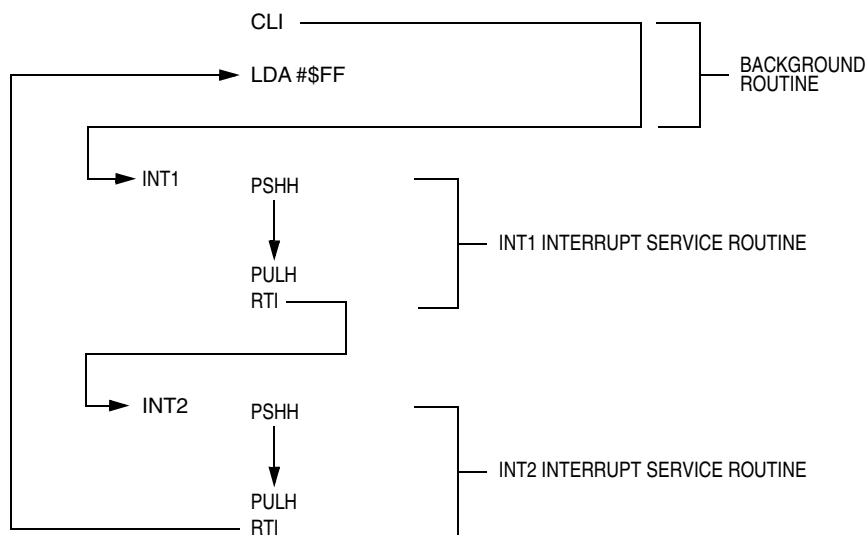 CLI
LDA #$FF
BACKGROUND
ROUTINE
INT1
PSHH
INT1 INTERRUPT SERVICE ROUTINE
PULH
RTI
INT2
PSHH
INT2 INTERRUPT SERVICE ROUTINE
PULH
RTI